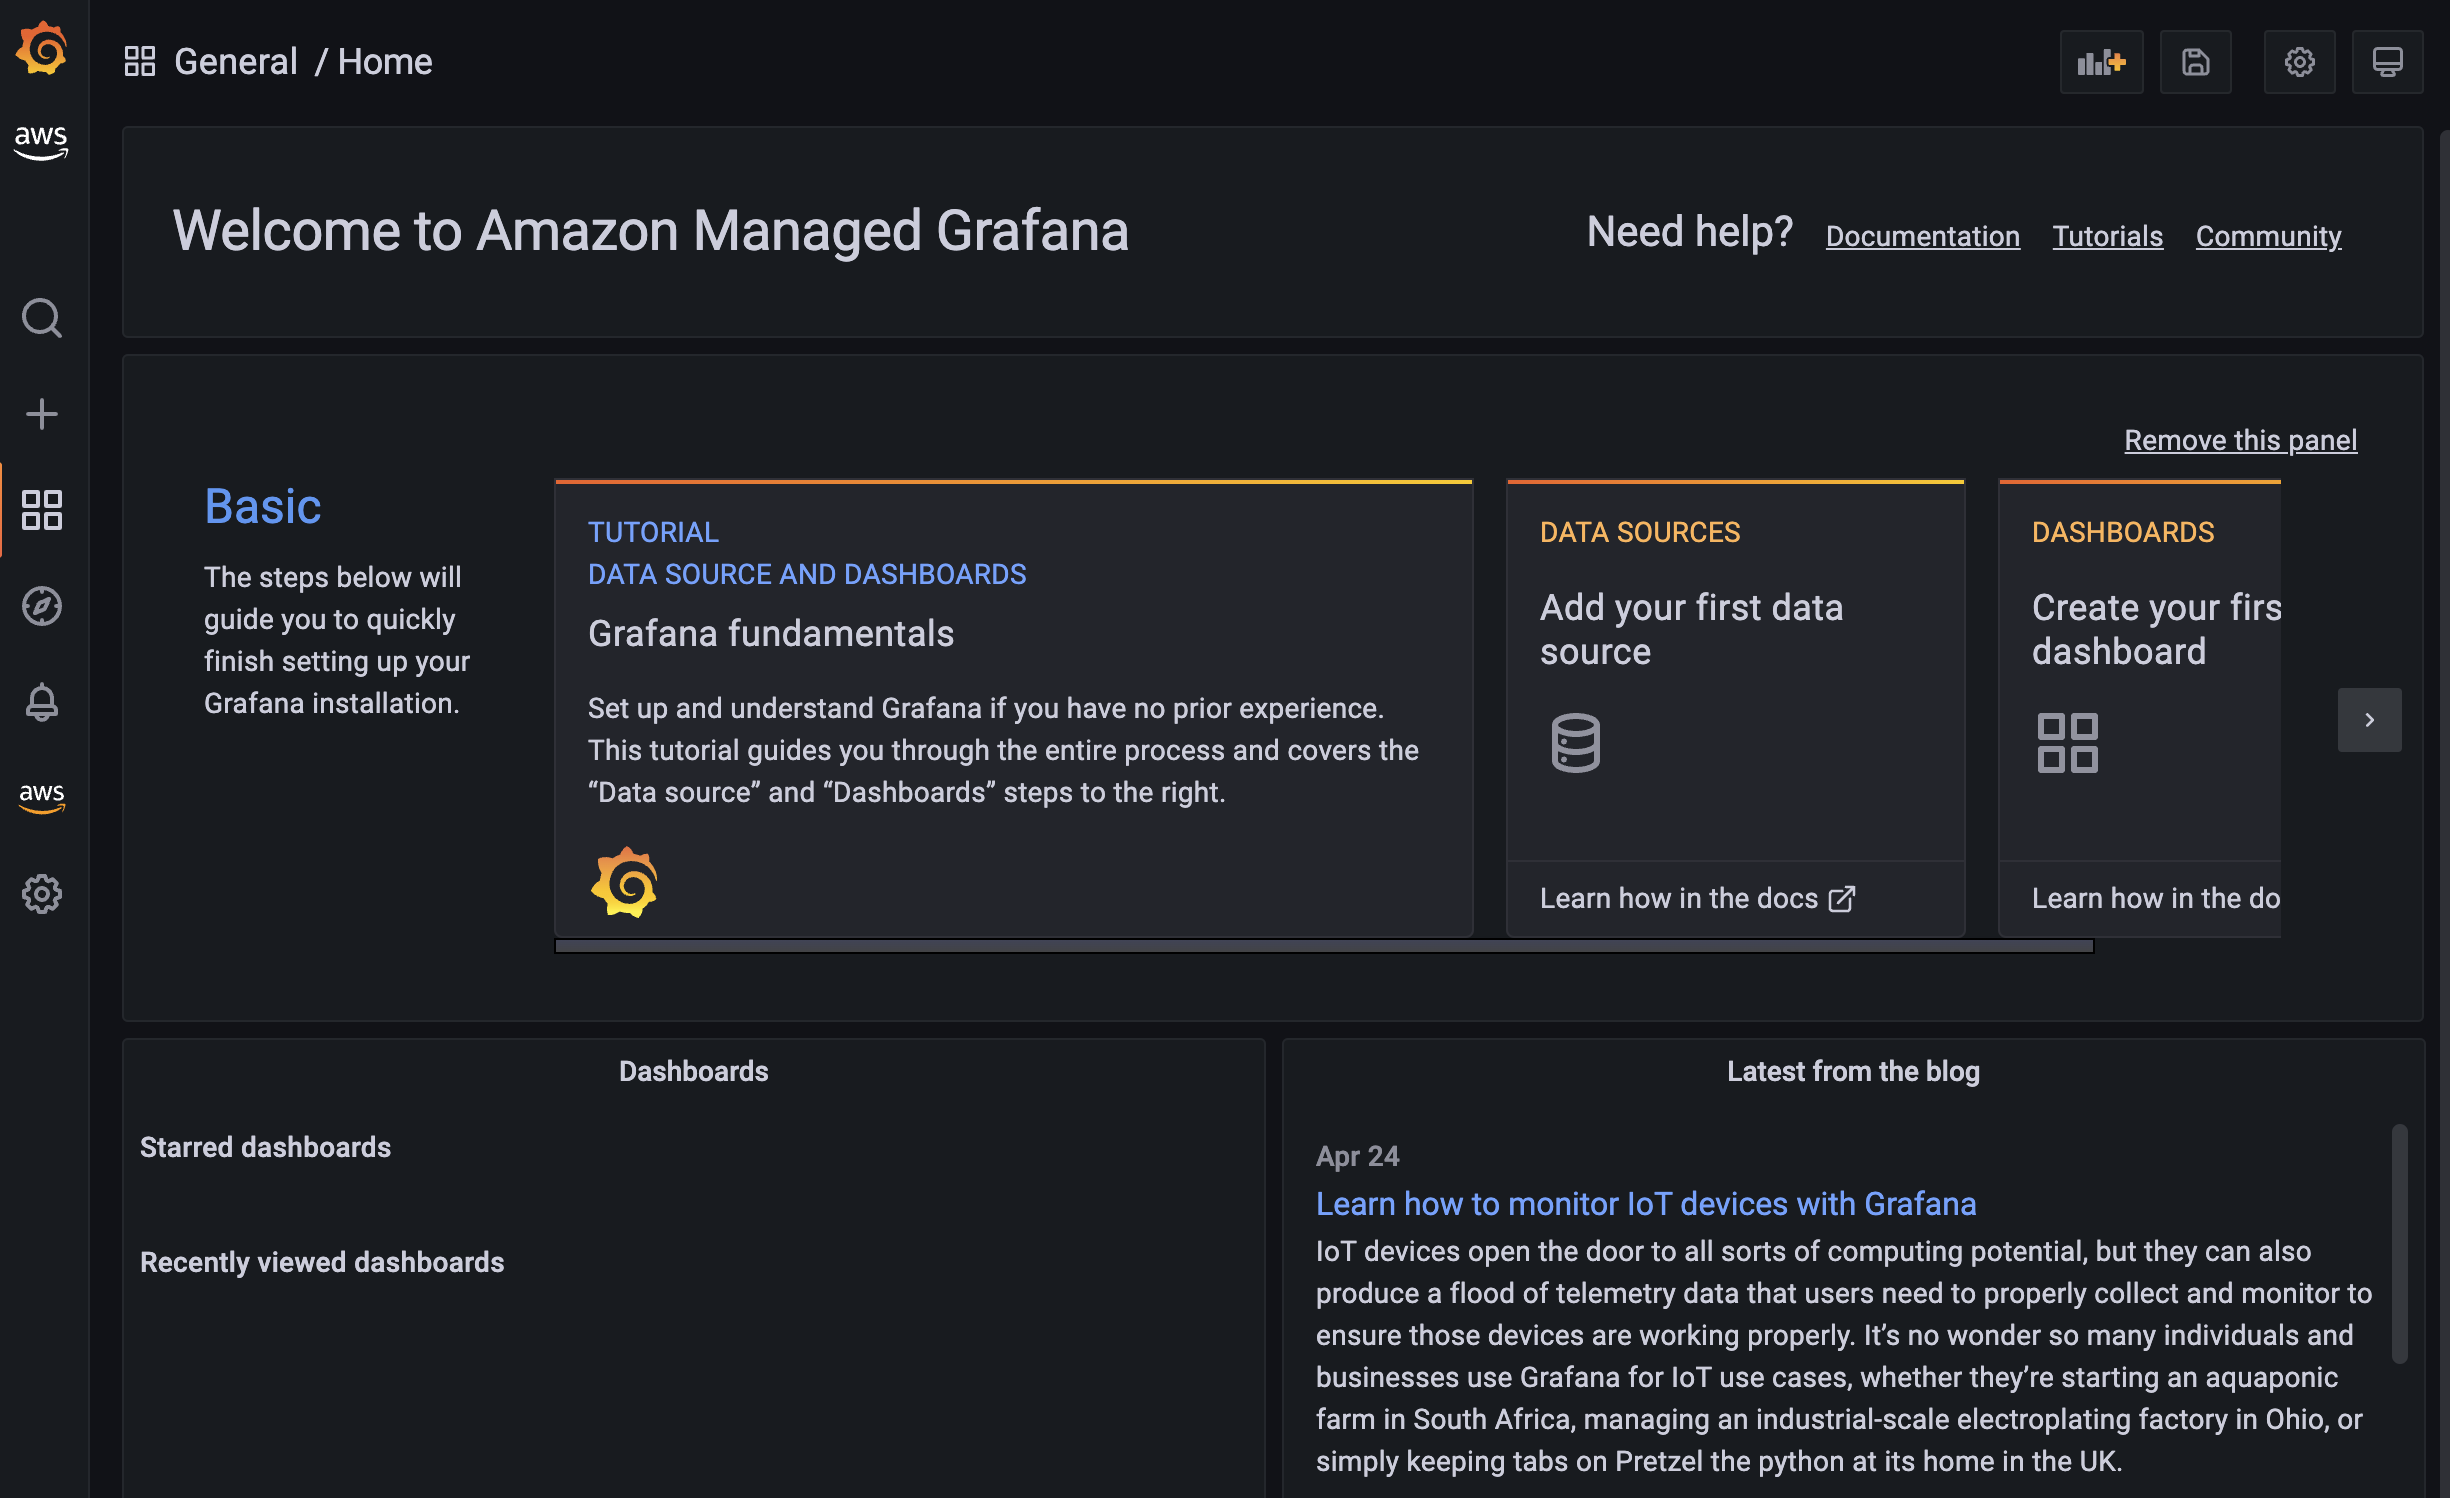 aws
General / Home
Welcome to Amazon Managed Grafana
Need help?
Documentation
Tutorials
Community
Remove this panel
Basic
The steps below will
guide you to quickly
finish setting up your
Grafana installation.
TUTORIAL
DATA SOURCE AND DASHBOARDS
Grafana fundamentals
Set up and understand Grafana if you have no prior experience.
This tutorial guides you through the entire process and covers the
“Data source” and “Dashboards” steps to the right.
DATA SOURCES
Add your first data
source
Learn how in the docs
DASHBOARDS
Create your firs
dashboard
Learn how in the do
aws
Dashboards
Starred dashboards
Recently viewed dashboards
Latest from the blog
Apr 24
Learn how to monitor IoT devices with Grafana
IoT devices open the door to all sorts of computing potential, but they can also
produce a flood of telemetry data that users need to properly collect and monitor to
ensure those devices are working properly. It’s no wonder so many individuals and
businesses use Grafana for IoT use cases, whether they’re starting an aquaponic
farm in South Africa, managing an industrial-scale electroplating factory in Ohio, or
simply keeping tabs on Pretzel the python at its home in the UK.